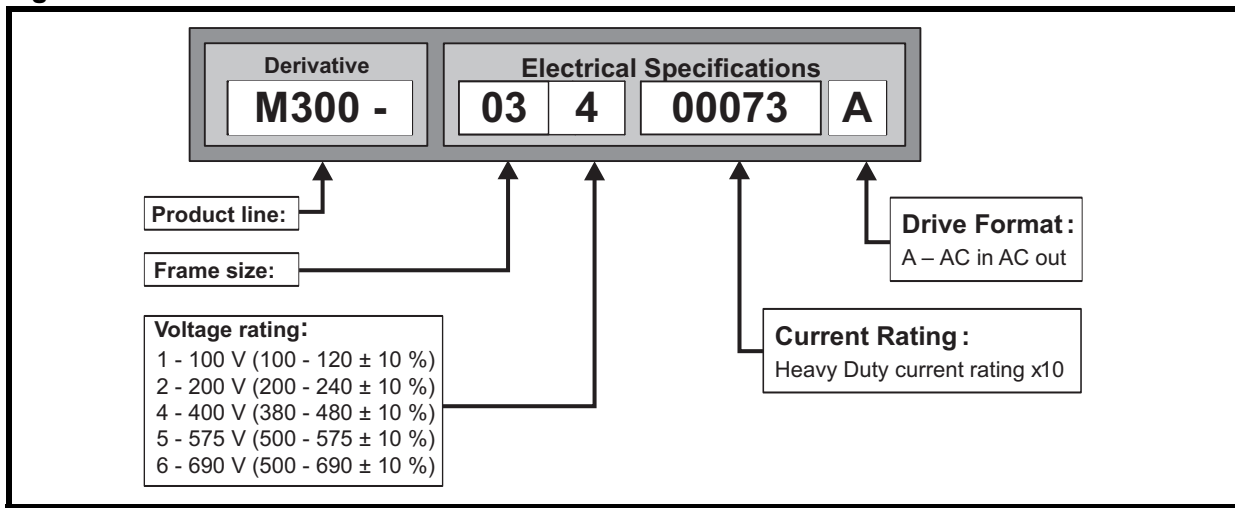 Derivative
Electrical Specifications
M300 -
03 4 00073 A
Product line:
Frame size:
Voltage rating:
1 - 100 V (100 - 120 ± 10 %)
2 - 200 V (200 - 240 ± 10 %)
4 - 400 V (380 - 480 ± 10 %)
5 - 575 V (500 - 575 ± 10 %)
6 - 690 V (500 - 690 ± 10 %)
Drive Format:
A – AC in AC out
Current Rating:
Heavy Duty current rating x10